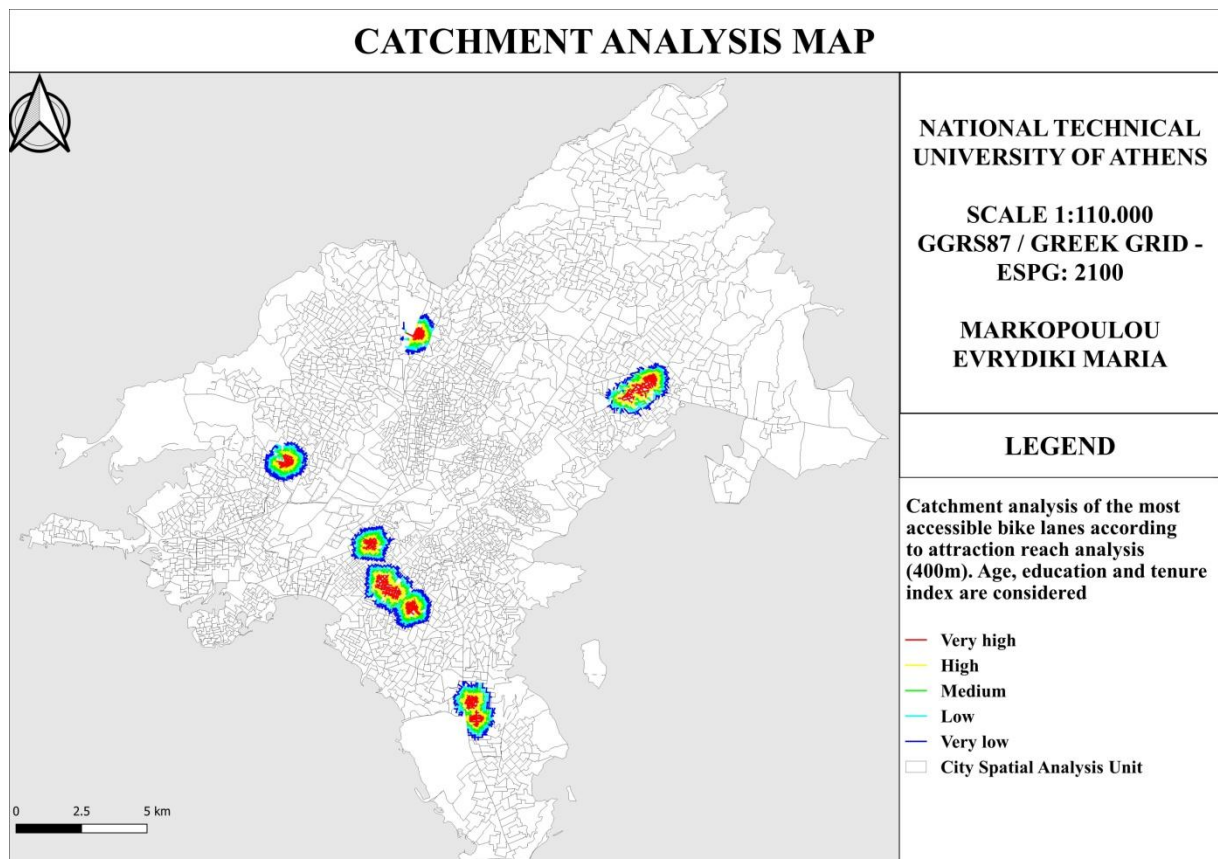 CATCHMENT ANALYSIS MAP
NATIONAL TECHNICAL
UNIVERSITY OF ATHENS
SCALE 1:110.000
GGRS87 / GREEK GRID -
ESPG: 2100
MARKOPOULOU
EVRYDIKI MARIA
LEGEND
Catchment analysis of the most
accessible bike lanes according
to attraction reach analysis
(400m). Age, education and tenure
index are considered
Very high
High
Medium
Low
Very low
City Spatial Analysis Unit
0 2.5 5 km